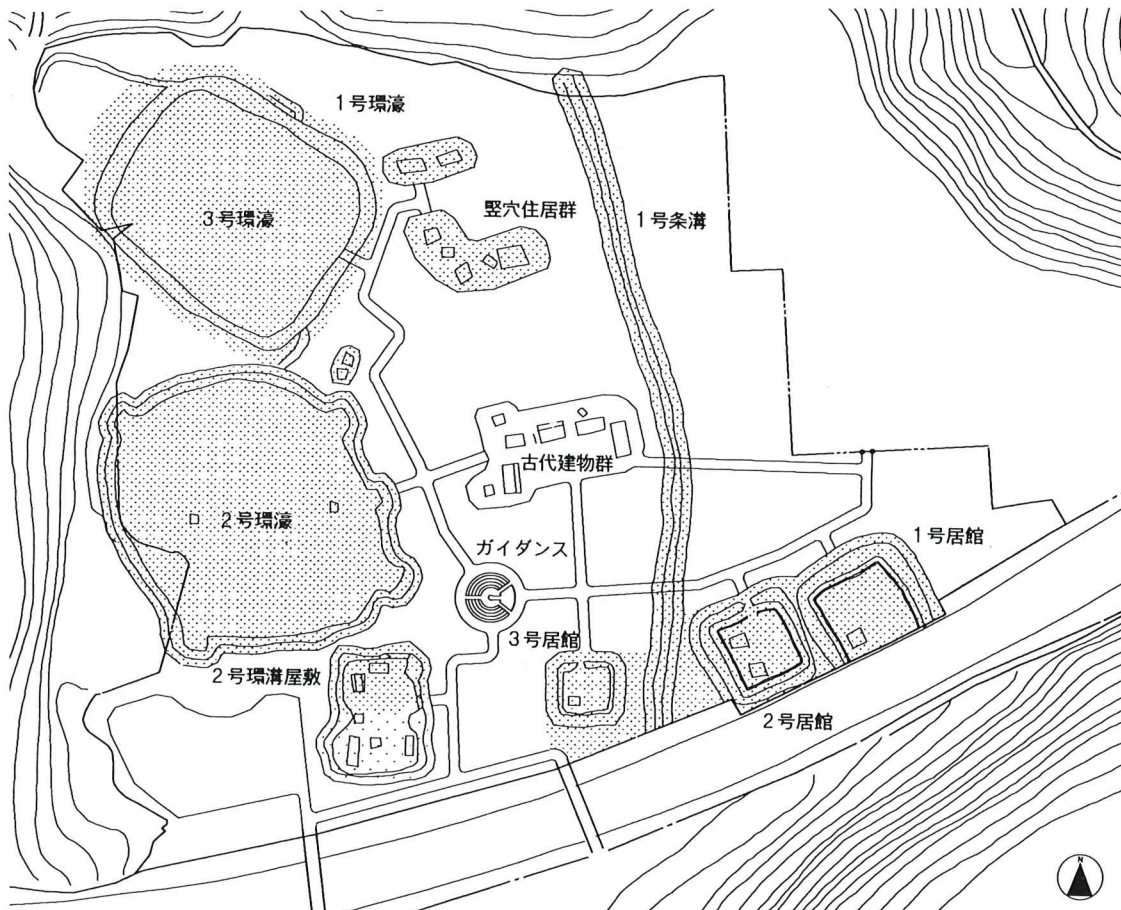 1号環濠
3号環濠
竪穴住居群
1号条溝
古代建物群
2号環濠
ガイダンス
1号居館
3号居館
2号環溝屋敷
2号居館
N